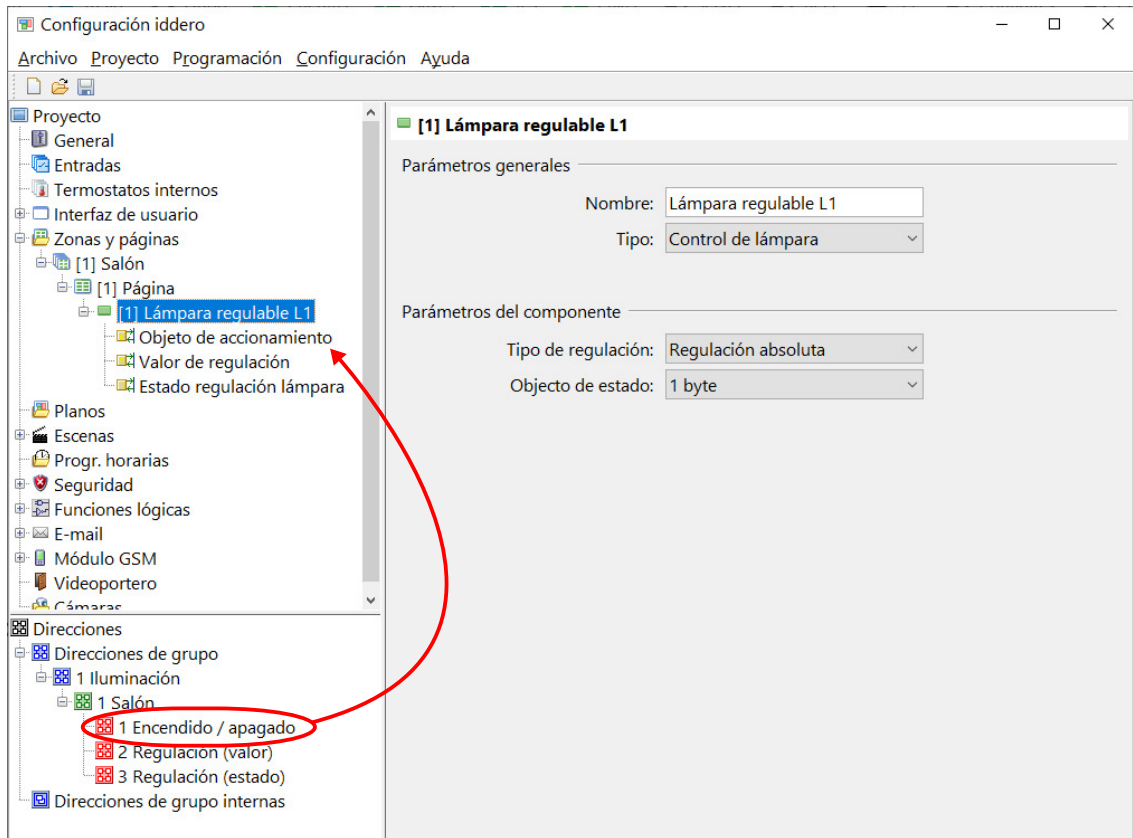 Configuración iddero
Archivo Proyecto Programación Configuración Ayuda
Proyecto
General
Entradas
Termostatos internos
Interfaz de usuario
Zonas y páginas
[1] Salón
[1] Página
[1] Lámpara regulable L1
Objeto de accionamiento
Valor de regulación
Estado regulación lámpara
Planos
Escenas
Progr. horarias
Seguridad
Funciones lógicas
E-mail
Módulo GSM
Videoportero
Cámaras
Direcciones
Direcciones de grupo
1 Iluminación
1 Salón
1 Encendido / apagado
2 Regulación (valor)
3 Regulación (estado)
Direcciones de grupo internas
[1] Lámpara regulable L1
Parámetros generales
Nombre: Lámpara regulable L1
Tipo: Control de lámpara
Parámetros del componente
Tipo de regulación: Regulación absoluta
Objecto de estado: 1 byte